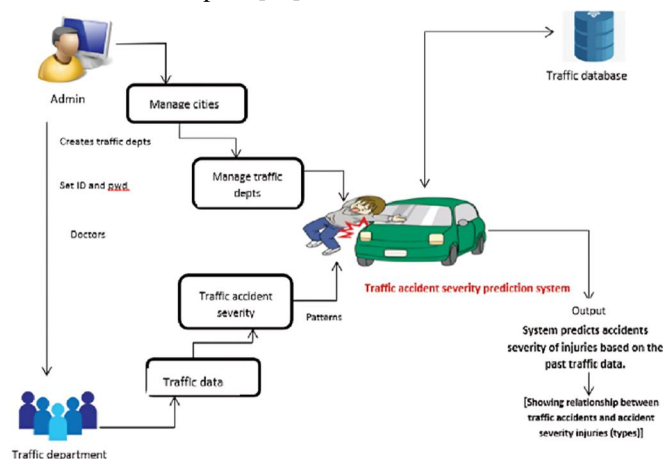 Admin
Manage cities
Traffic database
Creates traffic depts
Manage traffic
depts
Set ID and pwd
Doctors
Traffic accident severity prediction system
Traffic accident
severity
Patterns
Output
System predicts accidents
severity of injuries based on the
past traffic data.
Traffic data
[Showing relationship between
traffic accidents and accident
severity injuries (types)]
Traffic department